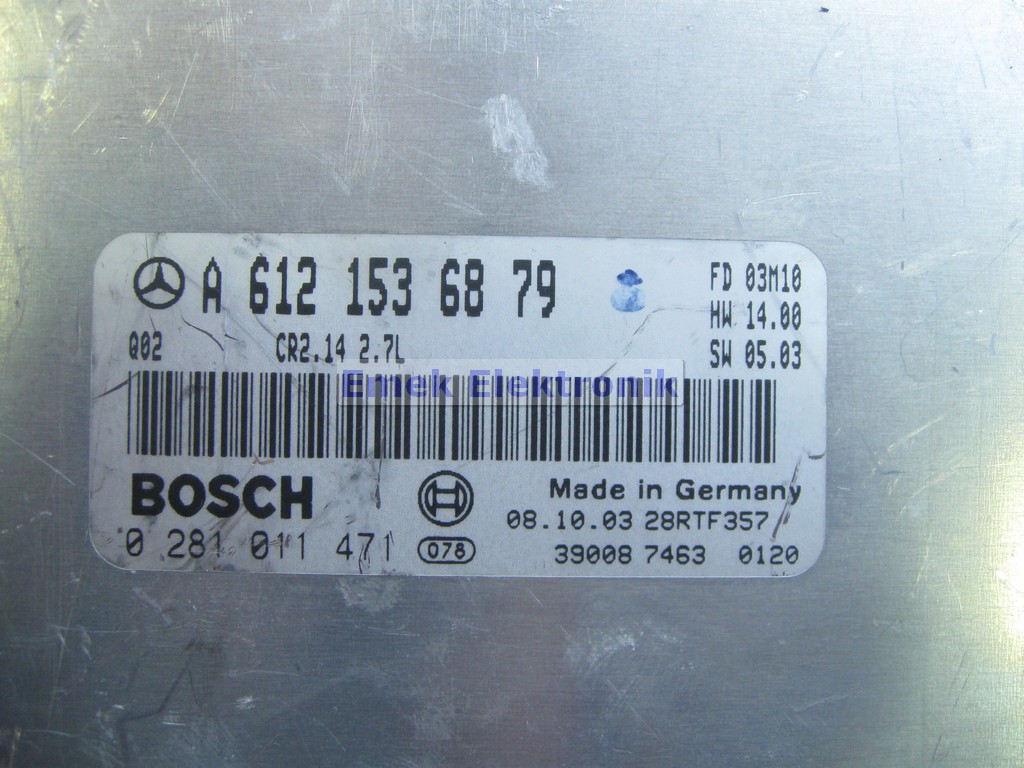 A 612 153 68 79
FD 03M10
HW 14.00
SW 05.03
Q02 CR2.14 2.7L
Emek Elektronik
BOSCH
Made in Germany
08.10.03 28RTF357
0 281 011 471 078
39008 7463 0120